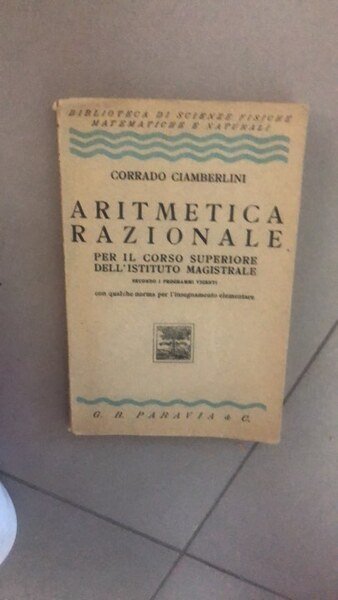 BIBLIOTECA DI SCIENZE FISICHE
MATEMATICHE E NATURALI
CORRADO CIAMBERLINI
ARITMETICA
RAZIONALE
PER IL CORSO SUPERIORE
DELL'ISTITUTO MAGISTRALE
SECONDO I PROGRAMMI VIGENTI
con qualche norma per l'insegnamento elementare
G. B. PARAVIA & C.